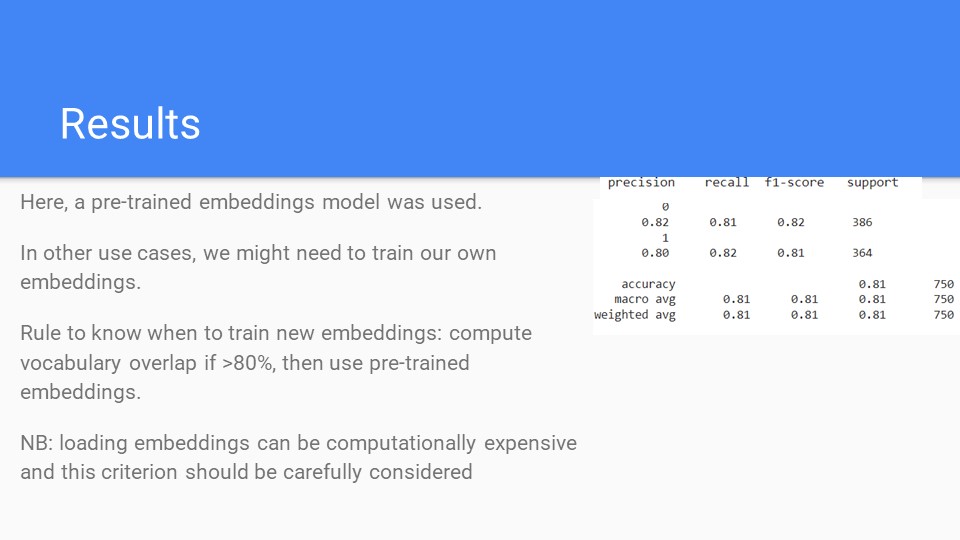 Results
Here, a pre-trained embeddings model was used.
In other use cases, we might need to train our own
embeddings.
Rule to know when to train new embeddings: compute
vocabulary overlap if >80%, then use pre-trained
embeddings.
NB: loading embeddings can be computationally expensive
and this criterion should be carefully considered
precision recall f1-score support
0
0.82 0.81 0.82 386
1
0.80 0.82 0.81 364
accuracy 0.81 750
macro avg 0.81 0.81 0.81 750
weighted avg 0.81 0.81 0.81 750